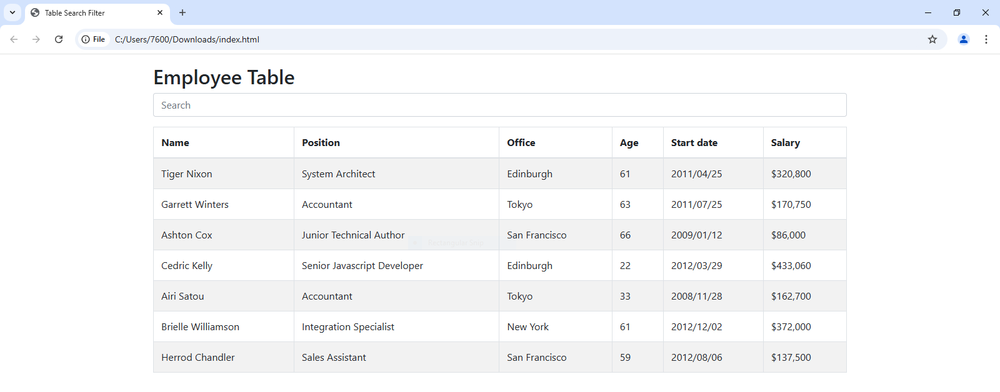 Table Search Filter
File C:/Users/7600/Downloads/index.html
Employee Table
Search
Name Position Office Age Start date Salary
Tiger Nixon System Architect Edinburgh 61 2011/04/25 $320,800
Garrett Winters Accountant Tokyo 63 2011/07/25 $170,750
Ashton Cox Junior Technical Author San Francisco 66 2009/01/12 $86,000
Rectangular Snip
Cedric Kelly Senior Javascript Developer Edinburgh 22 2012/03/29 $433,060
Airi Satou Accountant Tokyo 33 2008/11/28 $162,700
Brielle Williamson Integration Specialist New York 61 2012/12/02 $372,000
Herrod Chandler Sales Assistant San Francisco 59 2012/08/06 $137,500